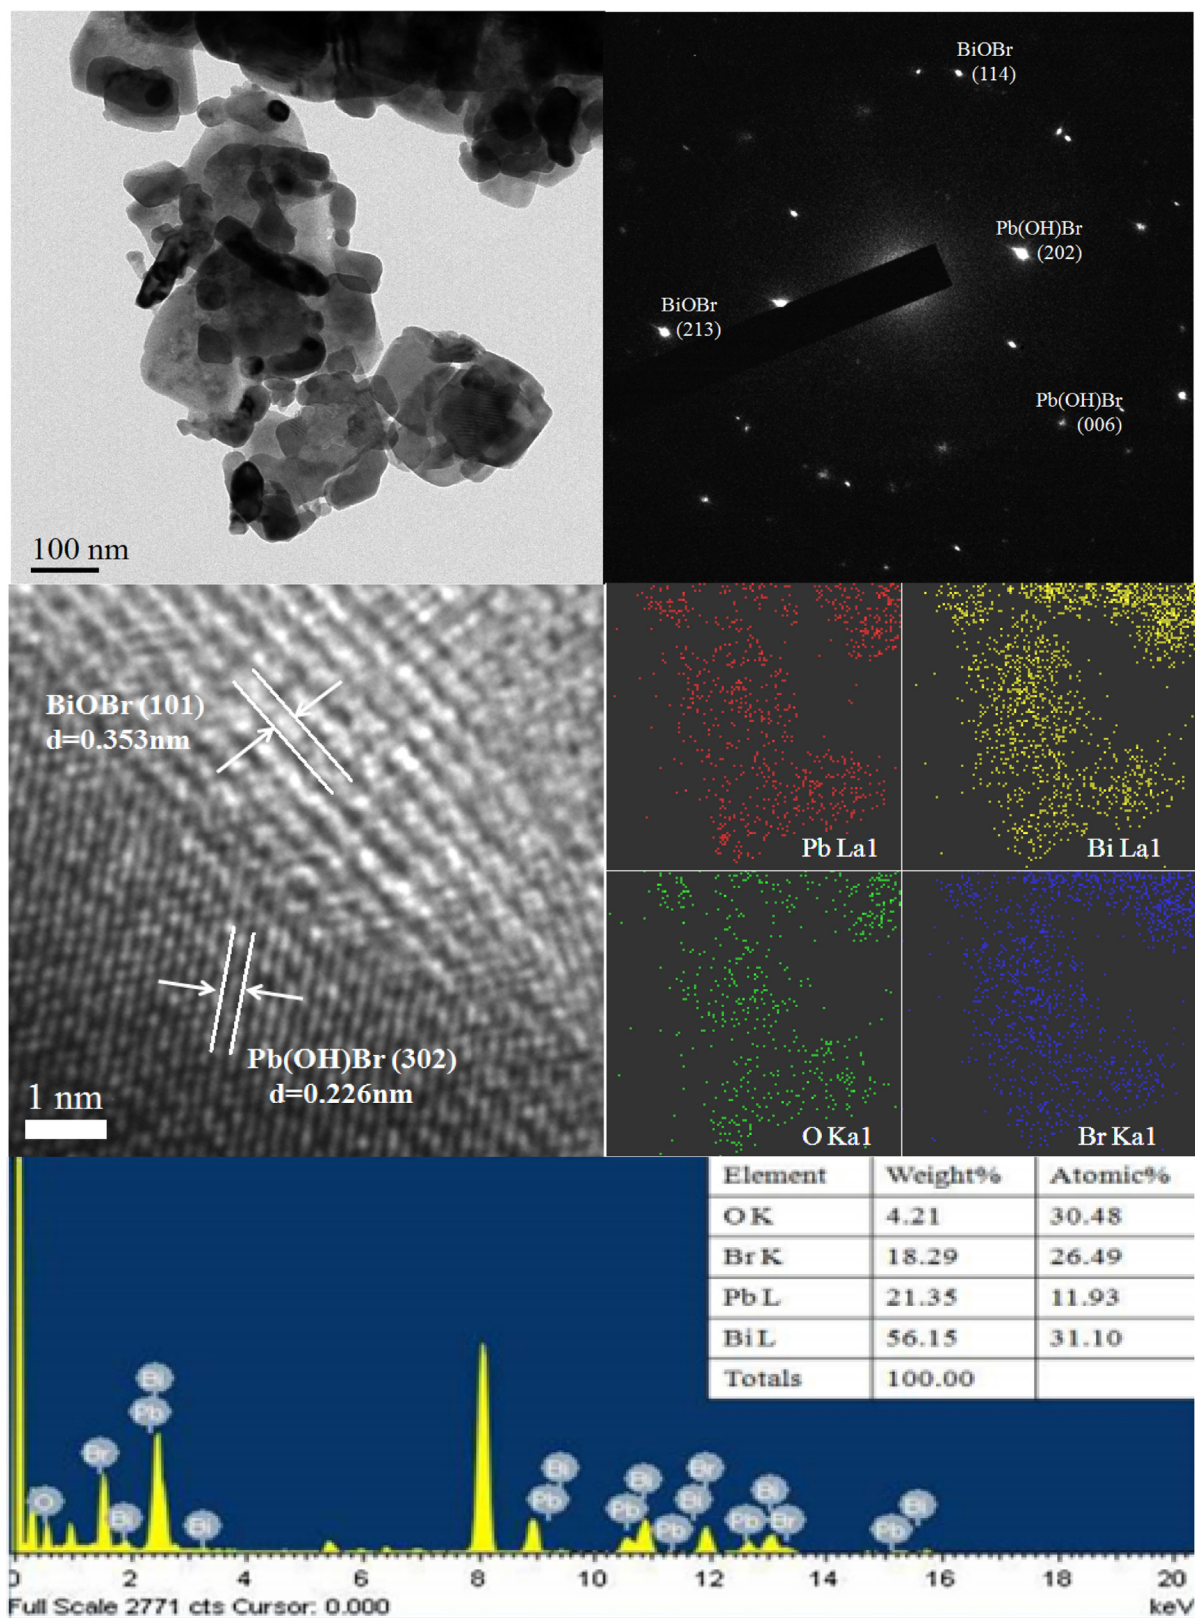 BiOBr
(114)
Pb(OH)Br
(202)
BiOBr
(213)
Pb(OH)Br
(006)
100 nm
BiOBr (101)
d=0.353nm
Pb(OH)Br (302)
d=0.226nm
1 nm
Pb La1
Bi La1
O Ka1
Br Ka1
Element Weight% Atomic%
O K 4.21 30.48
Br K 18.29 26.49
Pb L 21.35 11.93
Bi L 56.15 31.10
Totals 100.00
Bi
Pb
Br
O
Bi
Bi
Bi
Pb
Bi
Pb
Br
Bi
Pb
Bi
Pb
Br
Bi
Pb
0 2 4 6 8 10 12 14 16 18 20
Full Scale 2771 cts Cursor: 0.000
keV